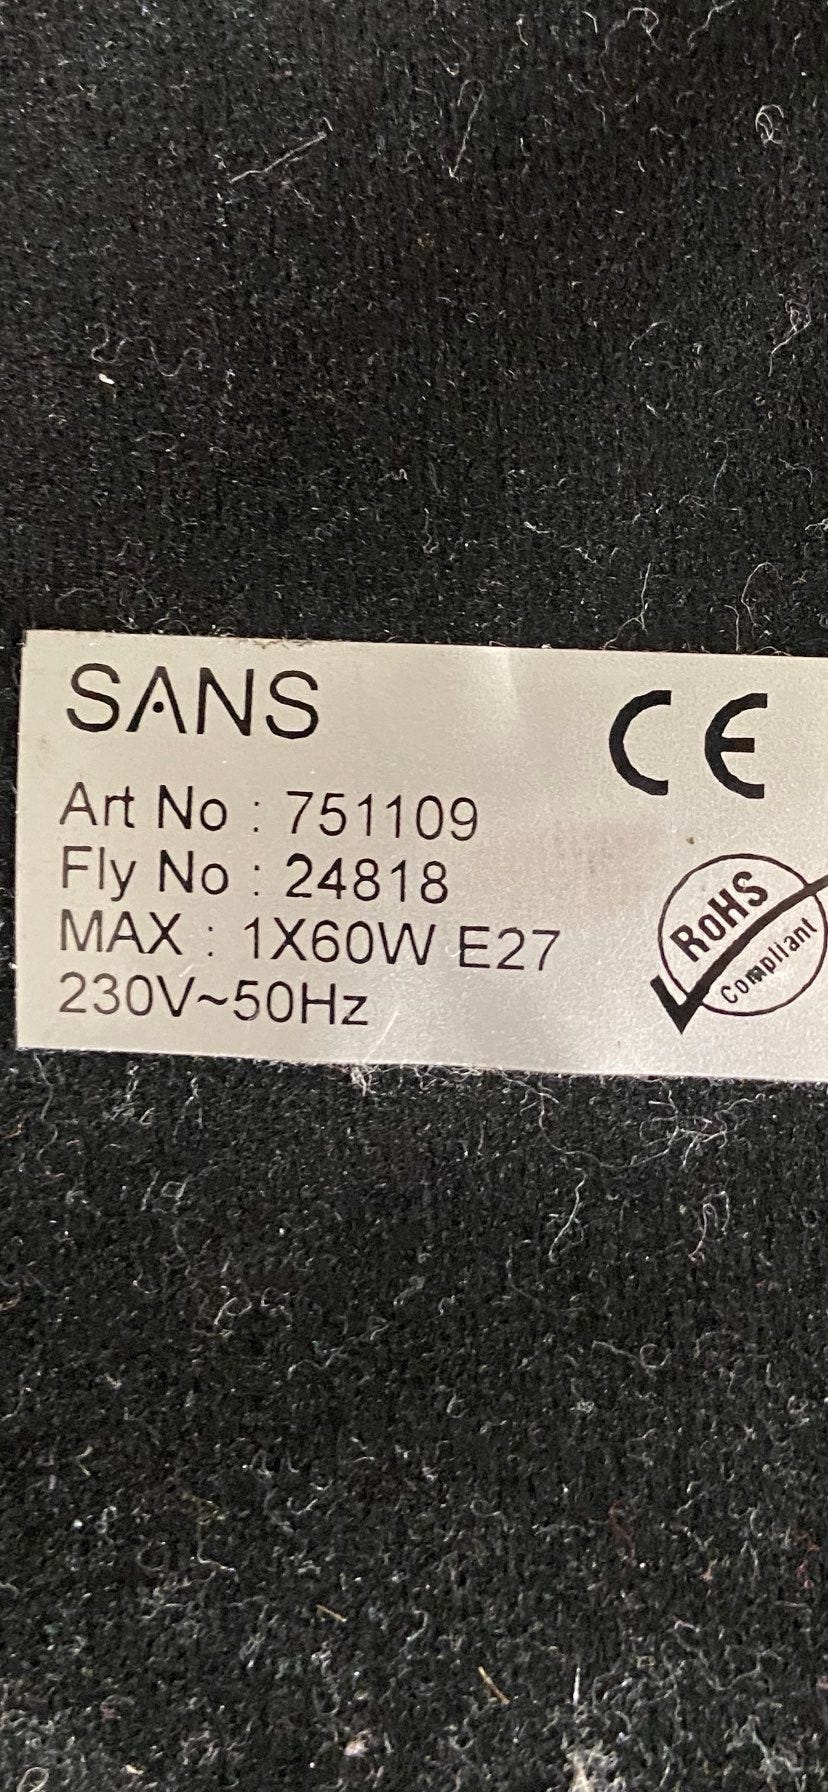 SANS
CE
Art No : 751109
Fly No : 24818
MAX : 1X60W E27
230V~50Hz
RoHS
Compliant